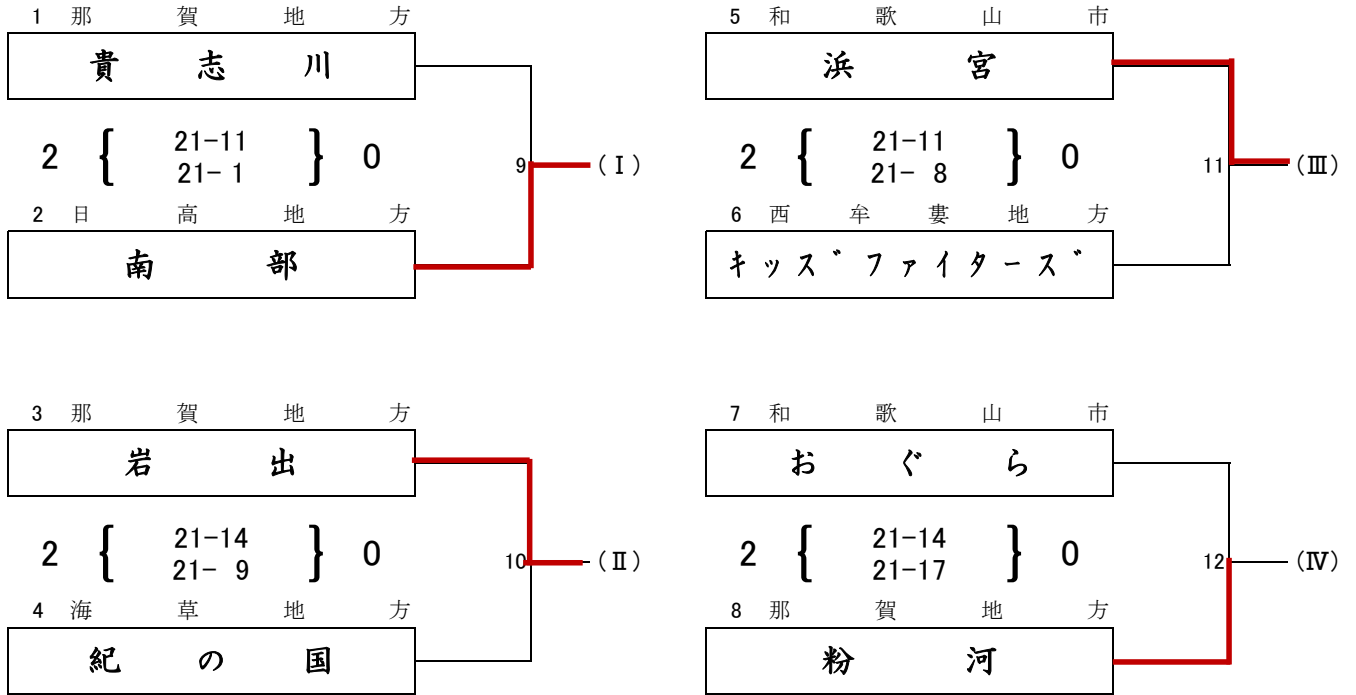 1 那賀地方
貴志川
2 { 21-11 } 0
21- 1
9 (Ⅰ)
2 日高地方
南部
3 那賀地方
岩出
2 { 21-14 } 0
21- 9
10 (Ⅱ)
4 海草地方
紀の国
5 和歌山市
浜宮
2 { 21-11 } 0
21- 8
11 (Ⅲ)
6 西牟婁地方
キッズファイターズ
7 和歌山市
おぐら
2 { 21-14 } 0
21-17
12 (Ⅳ)
8 那賀地方
粉河